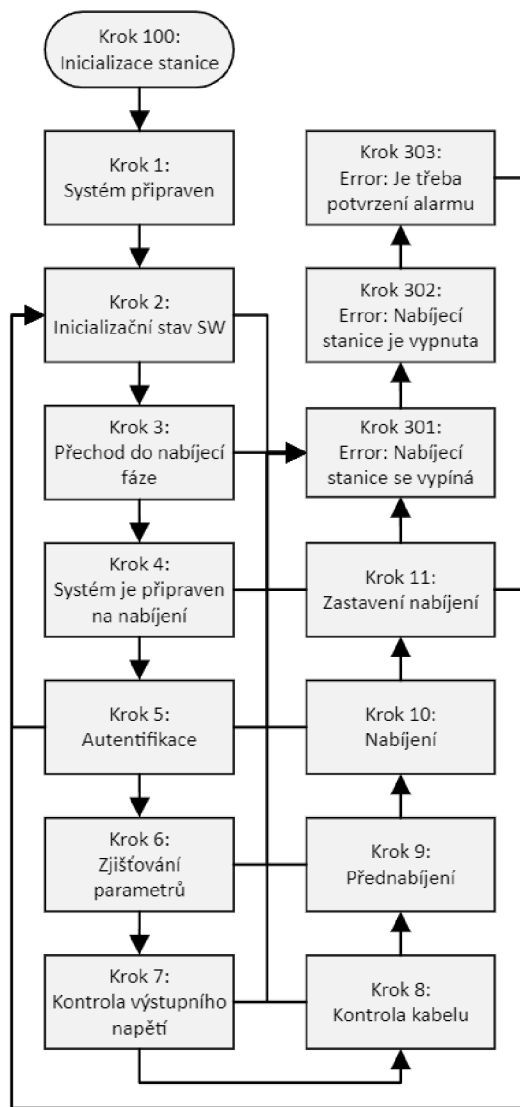 Krok 100:
Inicializace stanice
Krok 1:
Systém připraven
Krok 2:
Inicializační stav SW
Krok 3:
Přechod do nabíjecí
fáze
Krok 4:
Systém je připraven
na nabíjení
Krok 5:
Autentifikace
Krok 6:
Zjišťování
parametrů
Krok 7:
Kontrola výstupního
napětí
Krok 303:
Error: Je třeba
potvrzení alarmu
Krok 302:
Error: Nabíjecí
stanice je vypnuta
Krok 301:
Error: Nabíjecí
stanice se vypíná
Krok 11:
Zastavení nabíjení
Krok 10:
Nabíjení
Krok 9:
Přednabíjení
Krok 8:
Kontrola kabelu